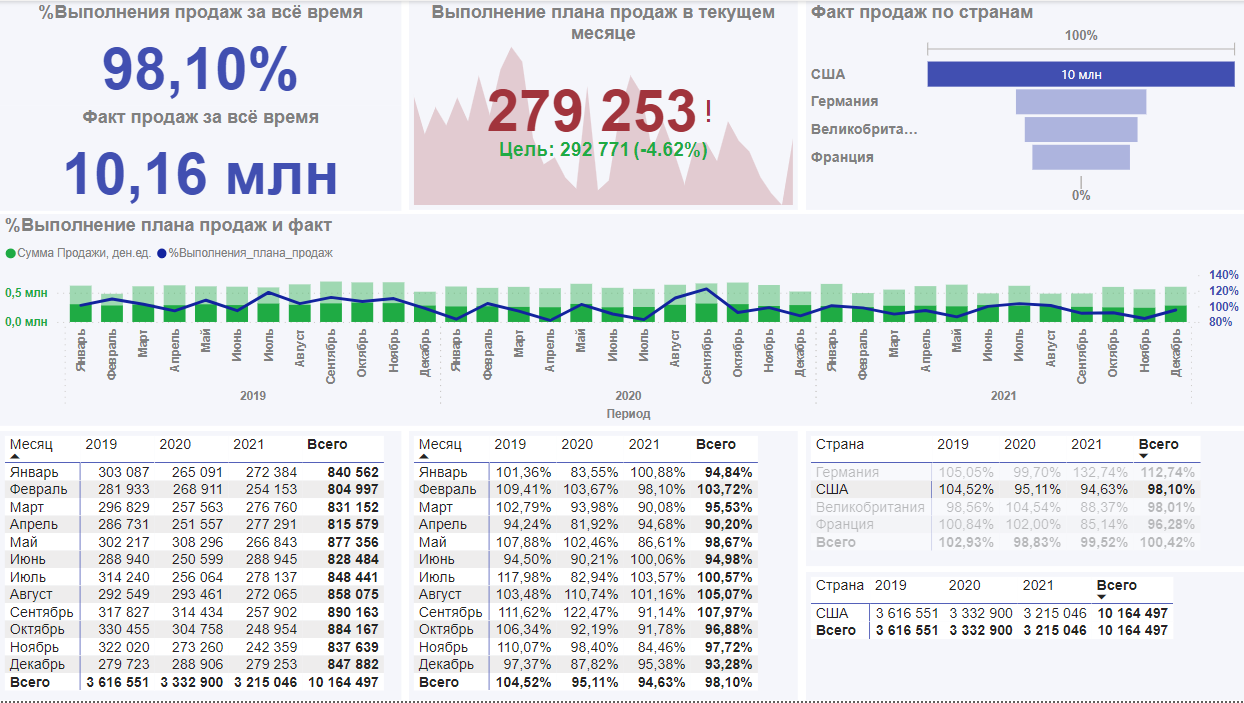 %Выполнения продаж за всё время
98,10%
Факт продаж за всё время
10,16 млн
Выполнение плана продаж в текущем
месяце
279 253!
Цель: 292 771 (-4.62%)
Факт продаж по странам
100%
США 10 млн
Германия
Великобрита...
Франция
0%
%Выполнение плана продаж и факт
Сумма Продажи, ден.ед. %Выполнения_плана_продаж
0,5 млн
0,0 млн
140%
120%
100%
80%
Январь Февраль Март Апрель Май Июнь Июль Август Сентябрь Октябрь Ноябрь Декабрь Январь Февраль Март Апрель Май Июнь Июль Август Сентябрь Октябрь Ноябрь Декабрь Январь Февраль Март Апрель Май Июнь Июль Август Сентябрь Октябрь Ноябрь Декабрь
2019 2020 2021
Период
Месяц 2019 2020 2021 Всего
Январь 303 087 265 091 272 384 840 562
Февраль 281 933 268 911 254 153 804 997
Март 296 829 257 563 276 760 831 152
Апрель 286 731 251 557 277 291 815 579
Май 302 217 308 296 266 843 877 356
Июнь 288 940 250 599 288 945 828 484
Июль 314 240 256 064 278 137 848 441
Август 292 549 293 461 272 065 858 075
Сентябрь 317 827 314 434 257 902 890 163
Октябрь 330 455 304 758 248 954 884 167
Ноябрь 322 020 273 260 242 359 837 639
Декабрь 279 723 288 906 279 253 847 882
Всего 3 616 551 3 332 900 3 215 046 10 164 497
Месяц 2019 2020 2021 Всего
Январь 101,36% 83,55% 100,88% 94,84%
Февраль 109,41% 103,67% 98,10% 103,72%
Март 102,79% 93,98% 90,08% 95,53%
Апрель 94,24% 81,92% 94,68% 90,20%
Май 107,88% 102,46% 86,61% 98,67%
Июнь 94,50% 90,21% 100,06% 94,98%
Июль 117,98% 82,94% 103,57% 100,57%
Август 103,48% 110,74% 101,16% 105,07%
Сентябрь 111,62% 122,47% 91,14% 107,97%
Октябрь 106,34% 92,19% 91,78% 96,88%
Ноябрь 110,07% 98,40% 84,46% 97,72%
Декабрь 97,37% 87,82% 95,38% 93,28%
Всего 104,52% 95,11% 94,63% 98,10%
Страна 2019 2020 2021 Всего
Германия 105,05% 99,70% 132,74% 112,74%
США 104,52% 95,11% 94,63% 98,10%
Великобритания 98,56% 104,54% 88,37% 98,01%
Франция 100,84% 102,00% 85,14% 96,28%
Всего 102,93% 98,83% 99,52% 100,42%
Страна 2019 2020 2021 Всего
США 3 616 551 3 332 900 3 215 046 10 164 497
Всего 3 616 551 3 332 900 3 215 046 10 164 497